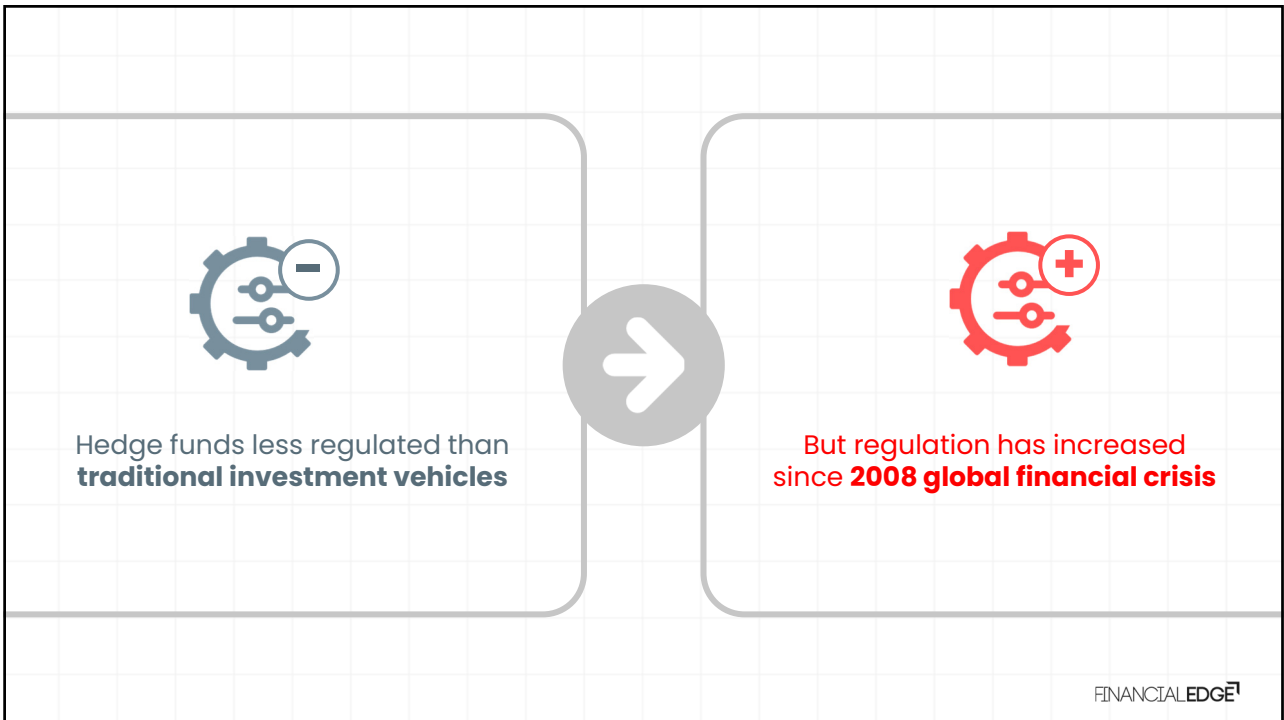 Hedge funds less regulated than
traditional investment vehicles
But regulation has increased
since 2008 global financial crisis
FINANCIALEDGE